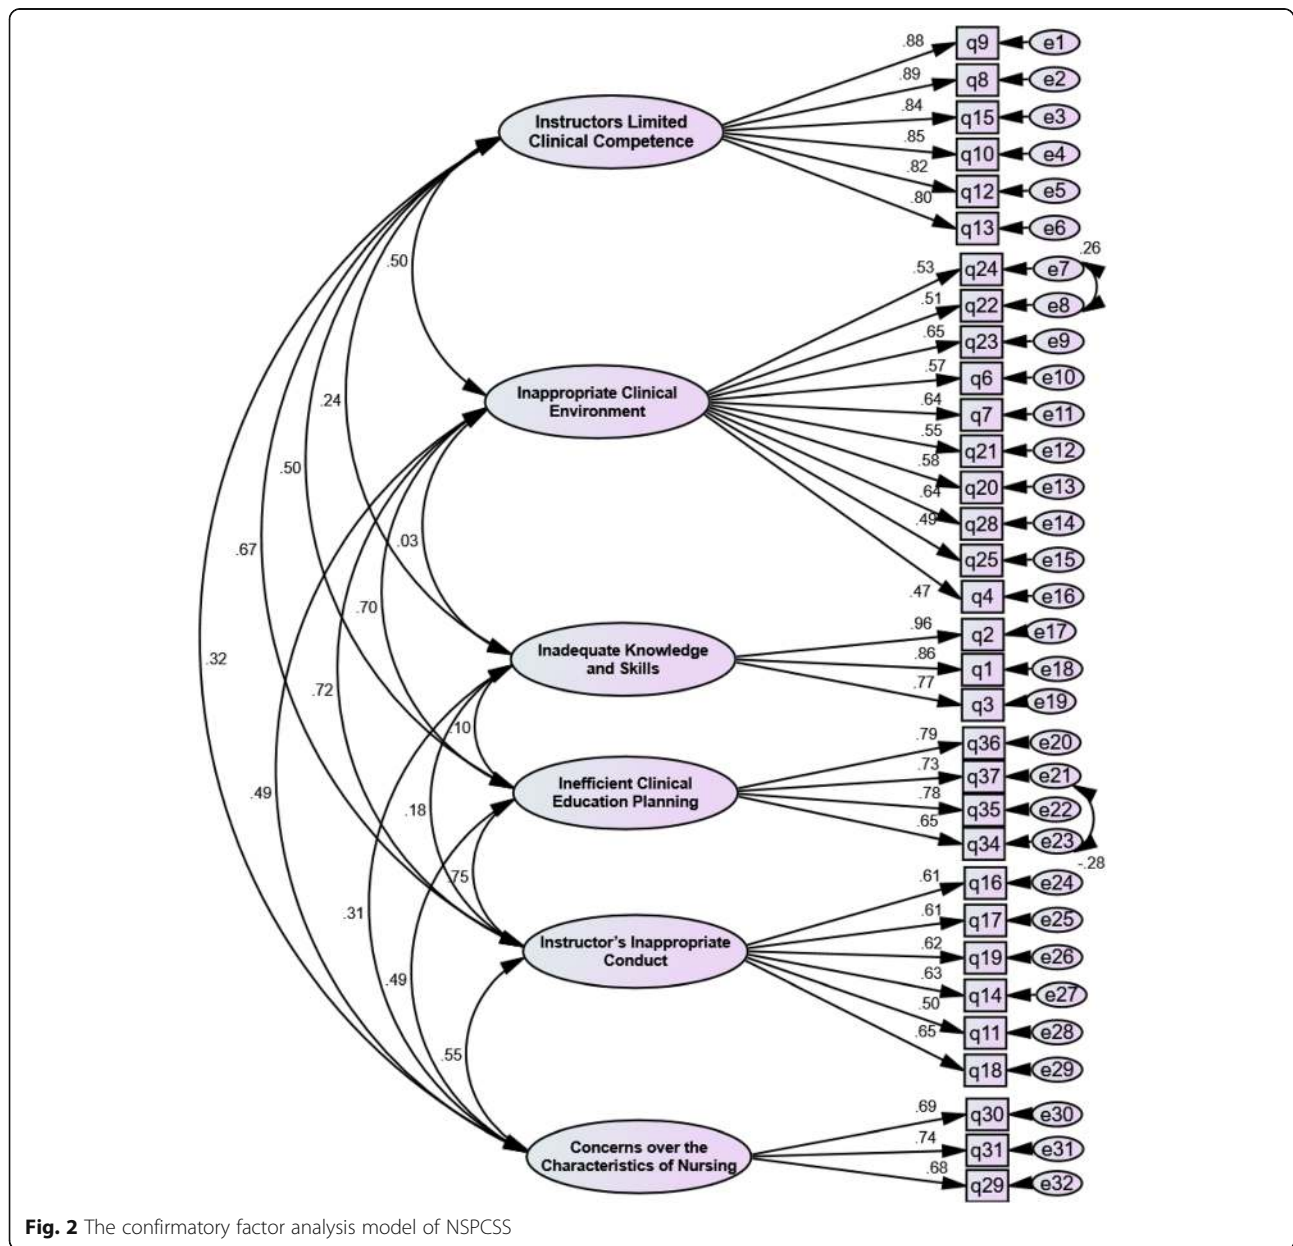 .88
q9
e1
.89
q8
e2
Instructors Limited
Clinical Competence
.84
q15
e3
.85
q10
e4
.82
q12
e5
.80
q13
e6
.26
.50
.53
q24
e7
.51
q22
e8
.65
q23
e9
Inappropriate Clinical
Environment
.57
q6
e10
.24
.64
q7
e11
.55
q21
e12
.50
.58
q20
e13
.64
q28
e14
.49
.03
.67
q25
e15
.47
q4
e16
.70
.96
q2
e17
Inadequate Knowledge
and Skills
.86
q1
e18
.32
.77
q3
e19
.72
.10
.79
q36
e20
.73
q37
e21
Inefficient Clinical
Education Planning
.78
q35
e22
.49
.18
.65
q34
e23
-.28
.75
.61
q16
e24
.31
.61
q17
e25
Instructor's Inappropriate
Conduct
.62
q19
e26
.49
.63
q14
e27
.50
q11
e28
.55
.65
q18
e29
.69
q30
e30
.74
q31
e31
Concerns over the
Characteristics of Nursing
.68
q29
e32
Fig. 2 The confirmatory factor analysis model of NSPCSS